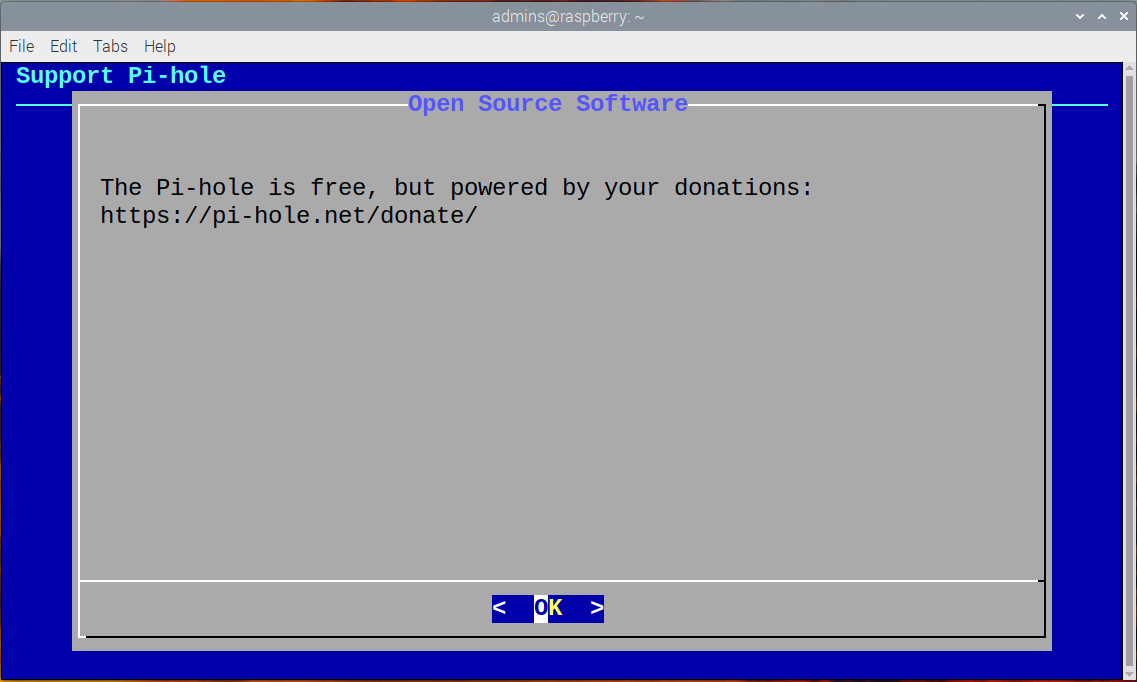 admins@raspberry: ~
File Edit Tabs Help
Support Pi-hole
Open Source Software
The Pi-hole is free, but powered by your donations:
https://pi-hole.net/donate/
< OK >